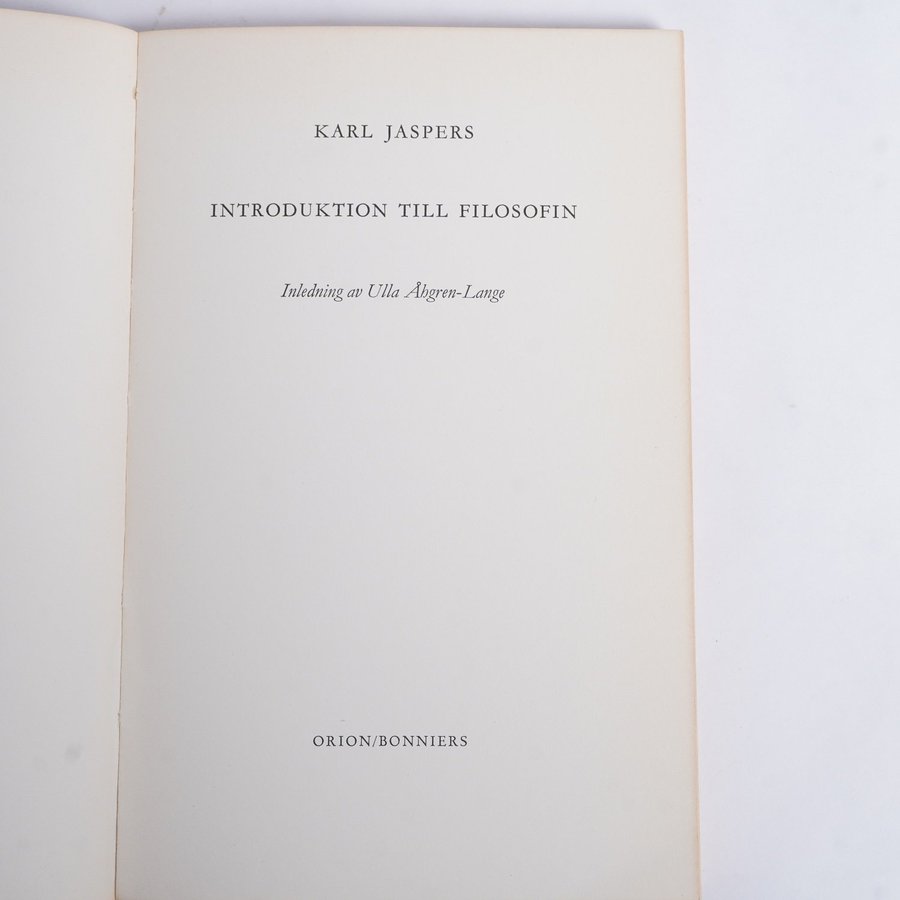 KARL JASPERS
INTRODUKTION TILL FILOSOFIN
Inledning av Ulla Åhgren-Lange
ORION/BONNIERS